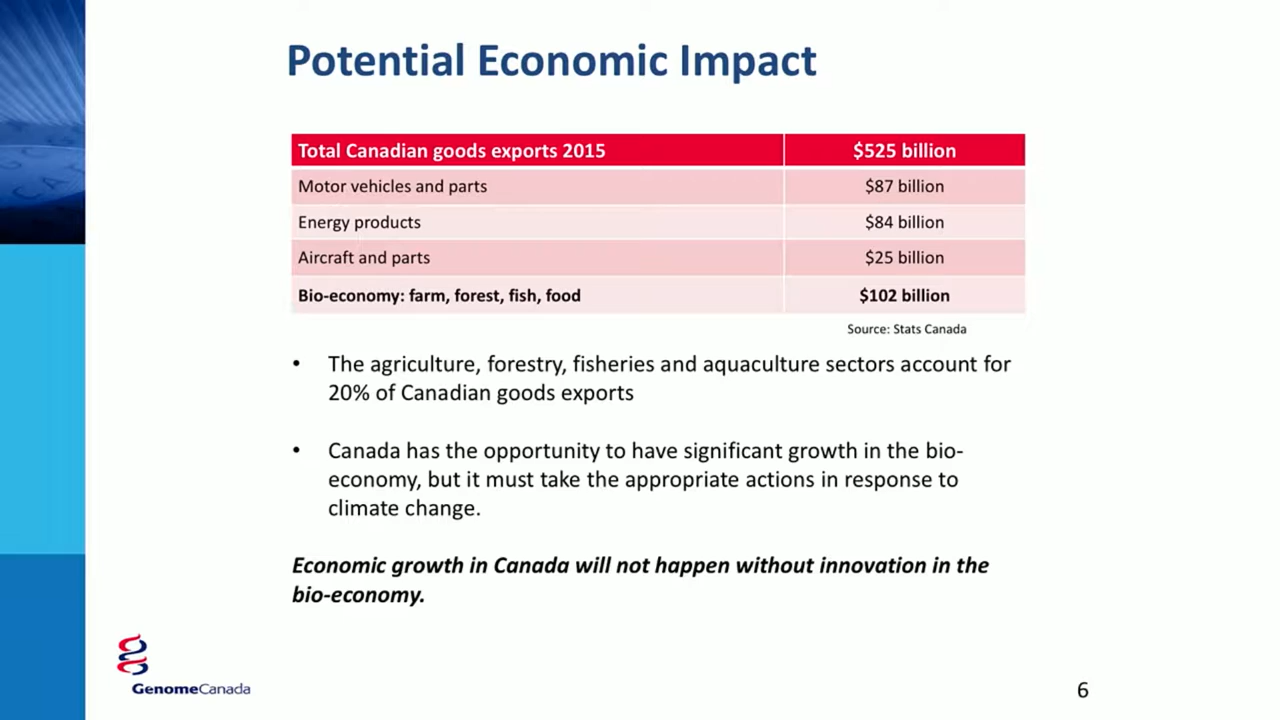 Potential Economic Impact
Total Canadian goods exports 2015 $525 billion
Motor vehicles and parts $87 billion
Energy products $84 billion
Aircraft and parts $25 billion
Bio-economy: farm, forest, fish, food $102 billion
Source: Stats Canada
• The agriculture, forestry, fisheries and aquaculture sectors account for
20% of Canadian goods exports
• Canada has the opportunity to have significant growth in the bio-
economy, but it must take the appropriate actions in response to
climate change.
Economic growth in Canada will not happen without innovation in the
bio-economy.
GenomeCanada
6